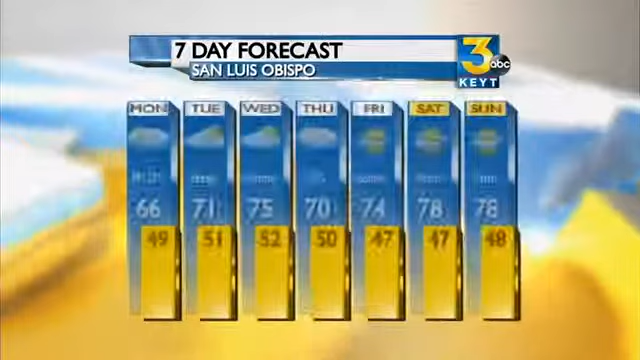 7 DAY FORECAST
SAN LUIS OBISPO
3 abc
KEYT
MON TUE WED THU FRI SAT SUN
66 71 75 70 74 78 78
49 51 52 50 47 47 48